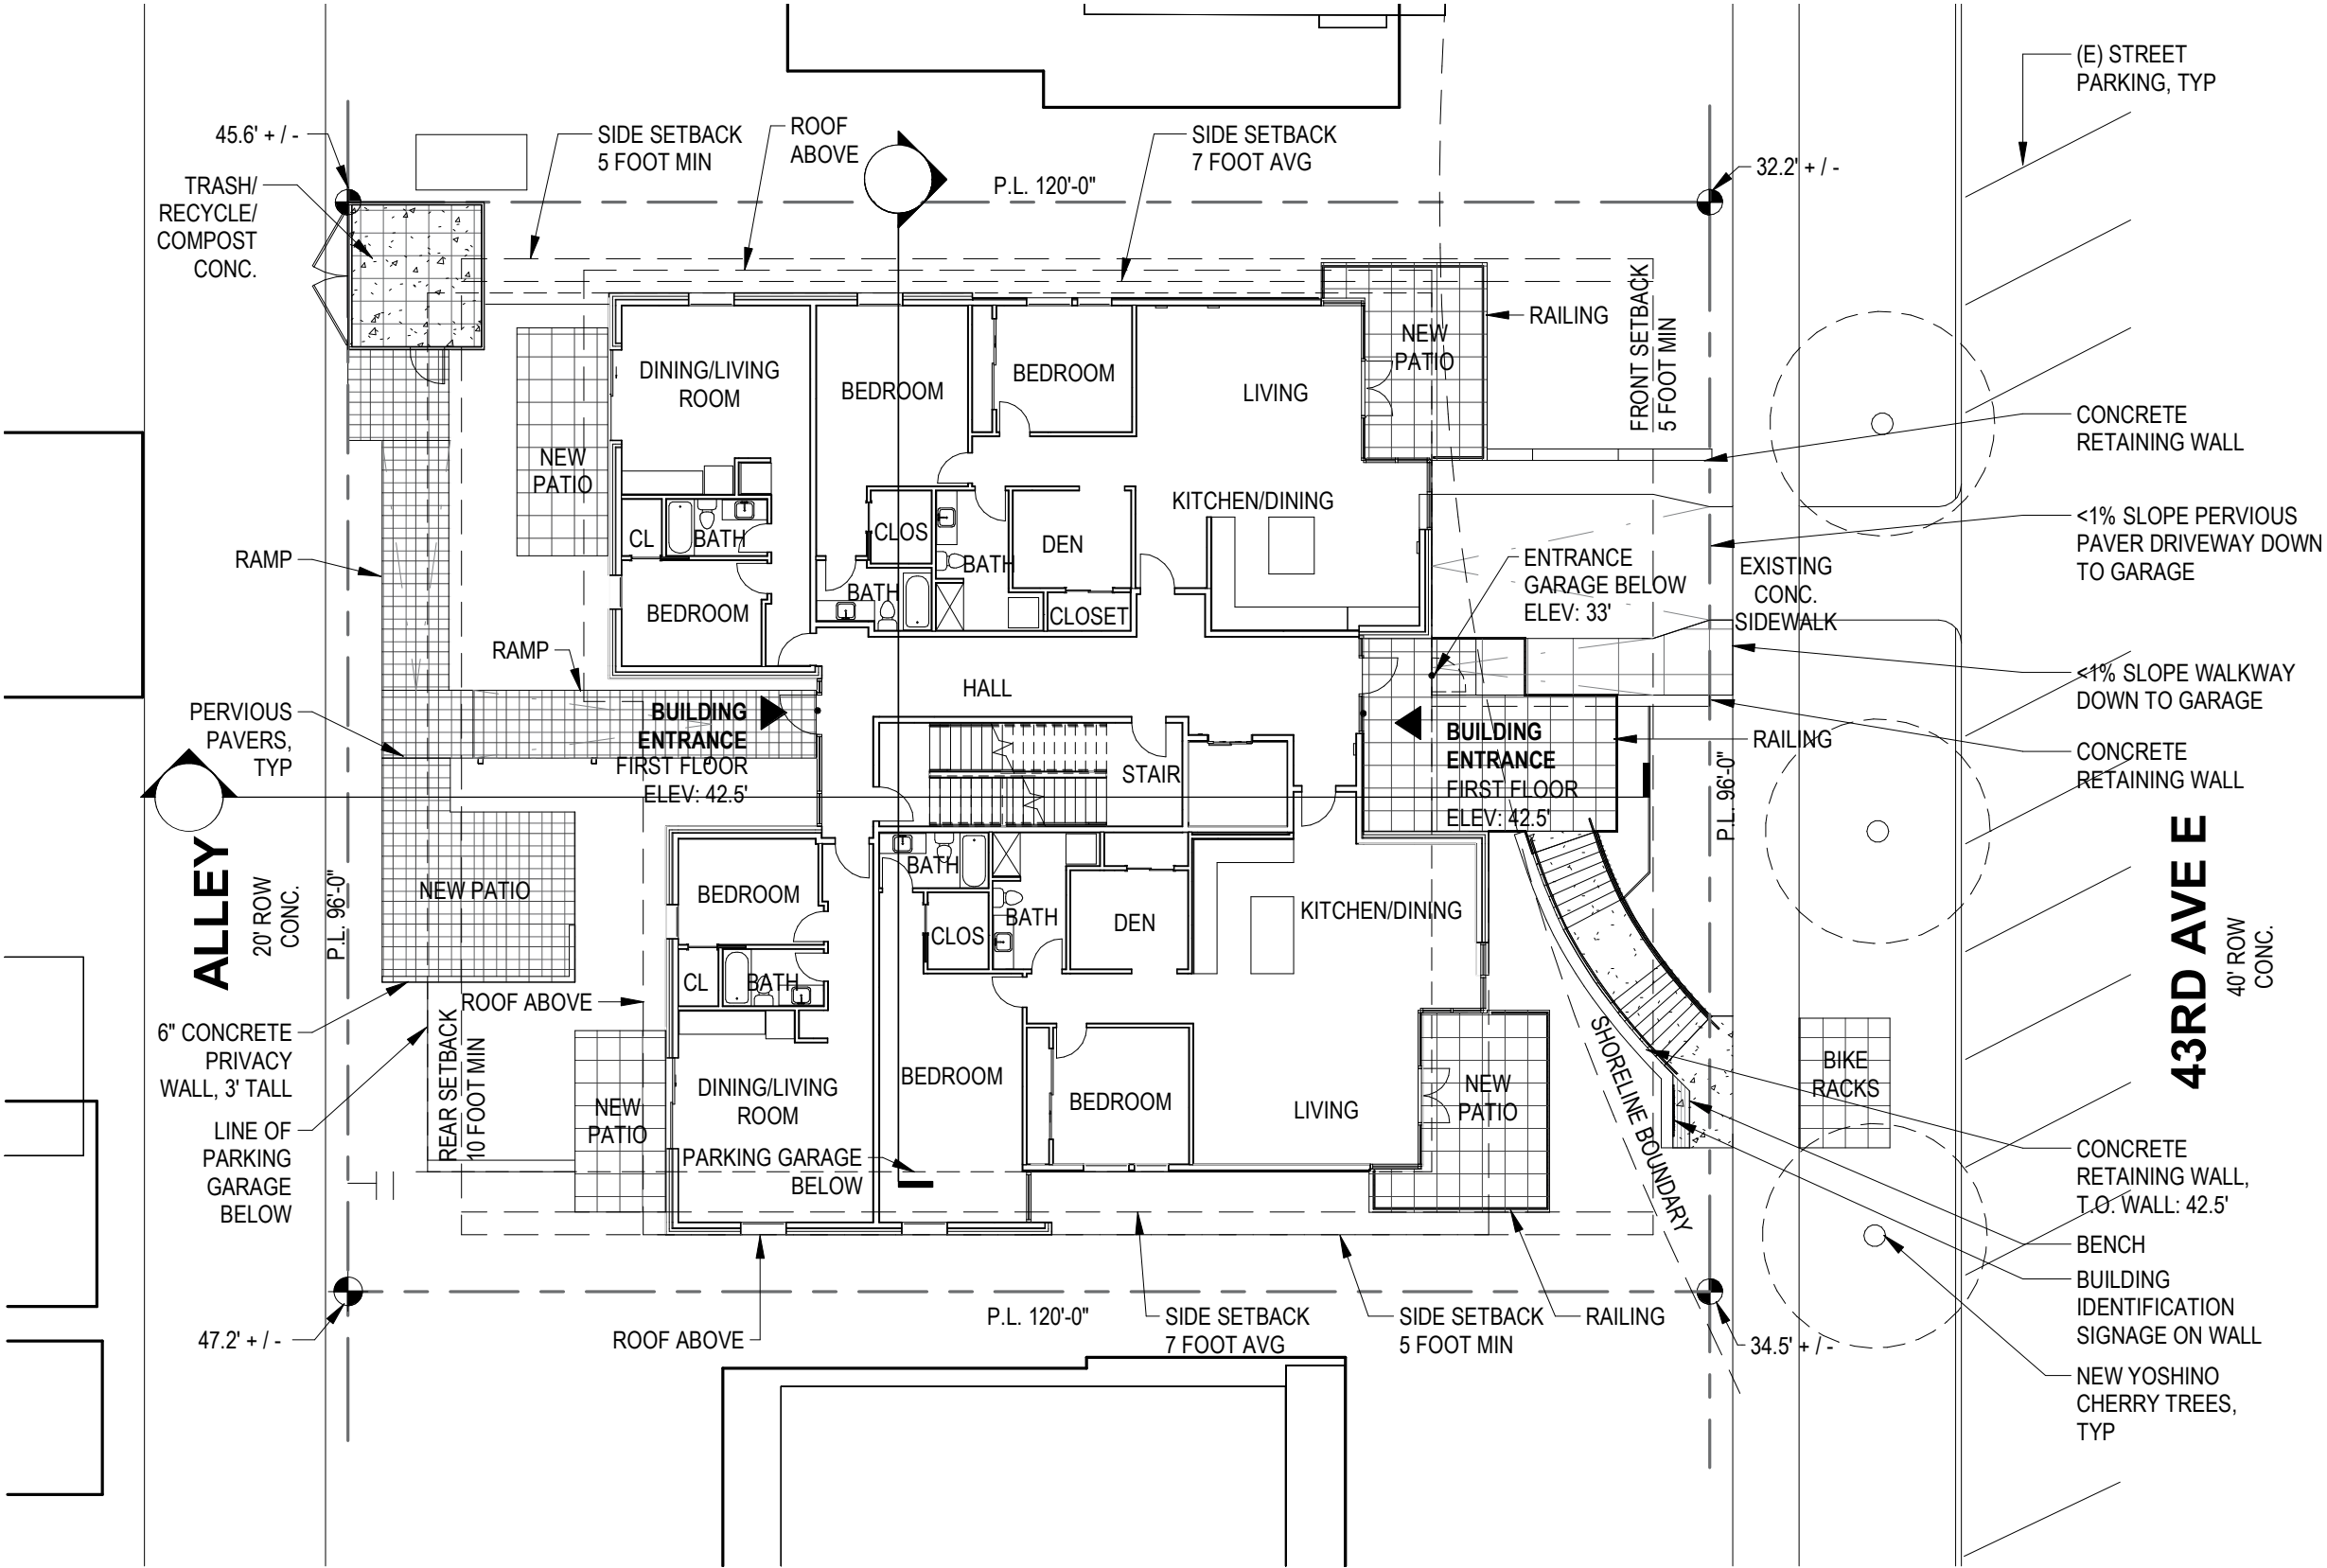 (E) STREET
PARKING, TYP
45.6' + / -
SIDE SETBACK
5 FOOT MIN
ROOF
ABOVE
SIDE SETBACK
7 FOOT AVG
P.L. 120'-0"
32.2' + / -
TRASH/
RECYCLE/
COMPOST
CONC.
FRONT SETBACK
5 FOOT MIN
RAILING
NEW
PATIO
DINING/LIVING
ROOM
BEDROOM
BEDROOM
LIVING
CONCRETE
RETAINING WALL
NEW
PATIO
KITCHEN/DINING
CL
BATH
CLOS
BATH
DEN
<1% SLOPE PERVIOUS
PAVER DRIVEWAY DOWN
TO GARAGE
RAMP
ENTRANCE
GARAGE BELOW
ELEV: 33'
EXISTING
CONC.
SIDEWALK
BEDROOM
BATH
CLOSET
RAMP
HALL
<1% SLOPE WALKWAY
DOWN TO GARAGE
PERVIOUS
PAVERS,
TYP
BUILDING
ENTRANCE
FIRST FLOOR
ELEV: 42.5'
STAIR
BUILDING
ENTRANCE
FIRST FLOOR
ELEV: 42.5'
RAILING
CONCRETE
RETAINING WALL
P.L. 96'-0"
ALLEY
20' ROW
CONC.
P.L. 96'-0"
NEW PATIO
BEDROOM
BATH
CLOS
BATH
DEN
KITCHEN/DINING
43RD AVE E
40' ROW
CONC.
CL
BATH
ROOF ABOVE
6" CONCRETE
PRIVACY
WALL, 3' TALL
REAR SETBACK
10 FOOT MIN
DINING/LIVING
ROOM
BEDROOM
BEDROOM
LIVING
NEW
PATIO
SHORELINE BOUNDARY
BIKE
RACKS
NEW
PATIO
LINE OF
PARKING
GARAGE
BELOW
PARKING GARAGE
BELOW
CONCRETE
RETAINING WALL,
T.O. WALL: 42.5'
BENCH
BUILDING
IDENTIFICATION
SIGNAGE ON WALL
47.2' + / -
ROOF ABOVE
P.L. 120'-0"
SIDE SETBACK
7 FOOT AVG
SIDE SETBACK
5 FOOT MIN
RAILING
34.5' + / -
NEW YOSHINO
CHERRY TREES,
TYP